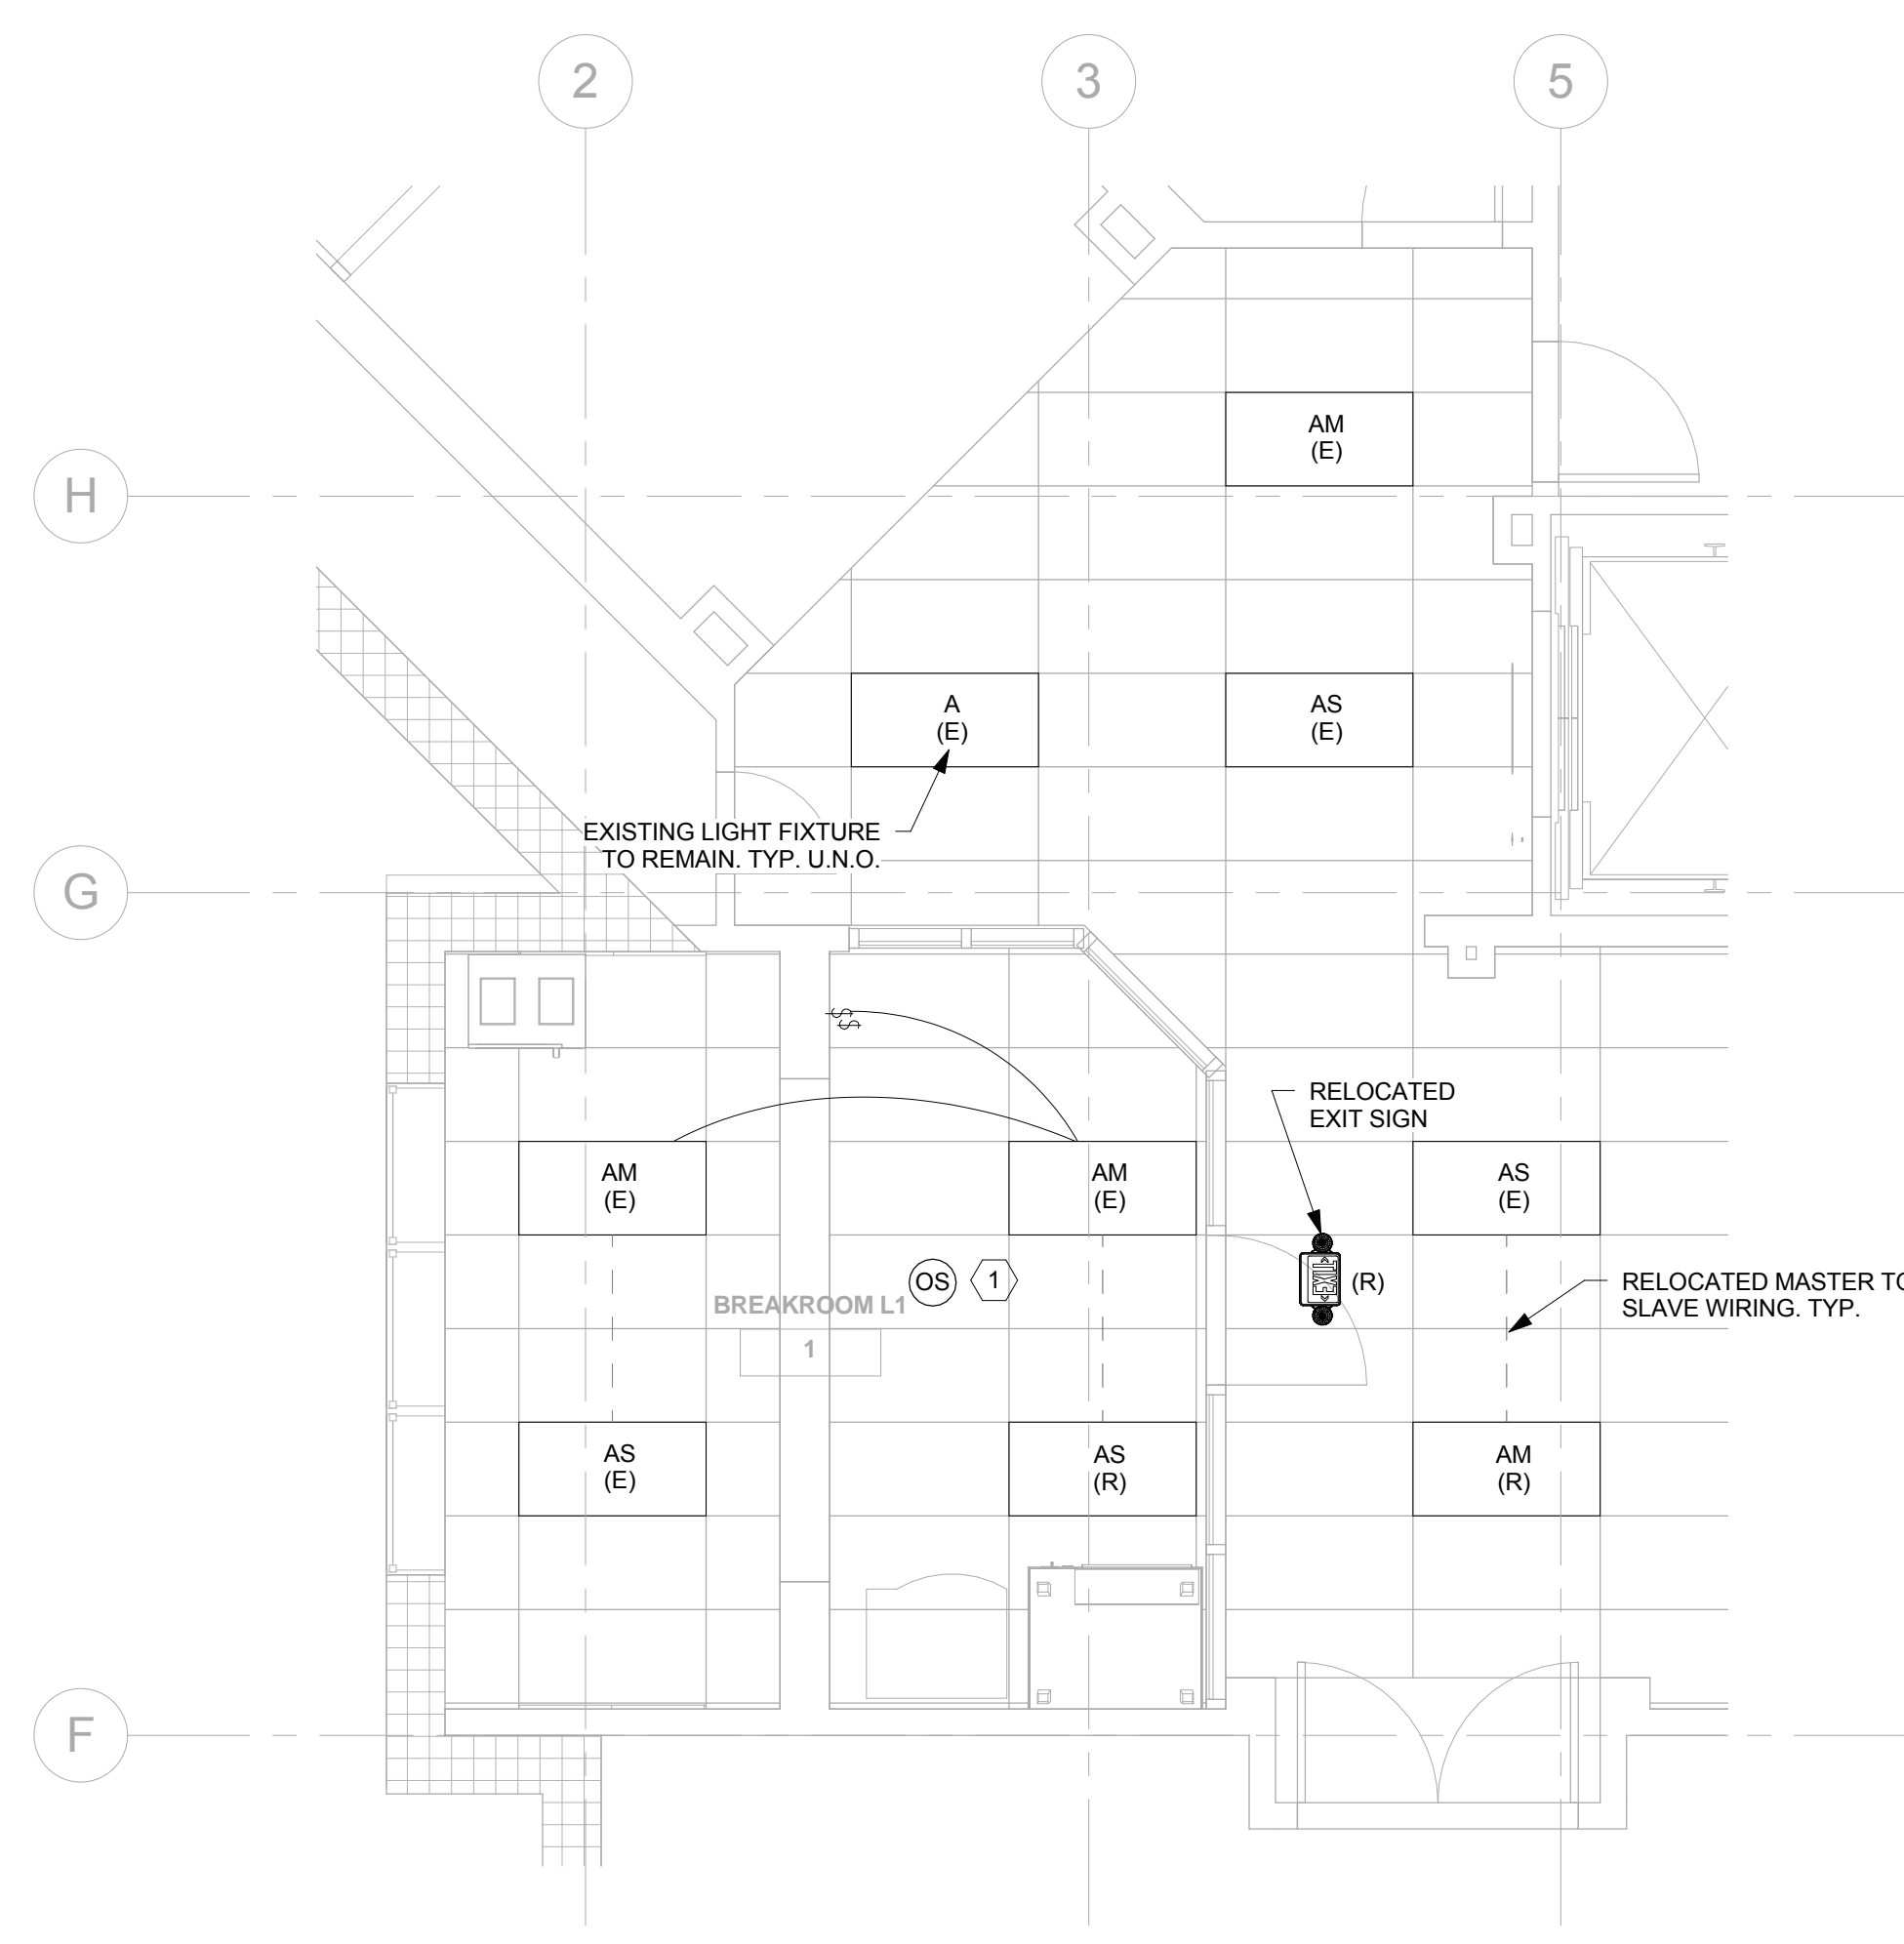 2
3
5
H
AM
(E)
A
(E)
AS
(E)
EXISTING LIGHT FIXTURE
TO REMAIN. TYP. U.N.O.
G
$
$
RELOCATED
EXIT SIGN
AM
(E)
AM
(E)
AS
(E)
OS
1
EXIT
(R)
RELOCATED MASTER TO
SLAVE WIRING. TYP.
BREAKROOM L1
1
AS
(E)
AS
(R)
AM
(R)
F